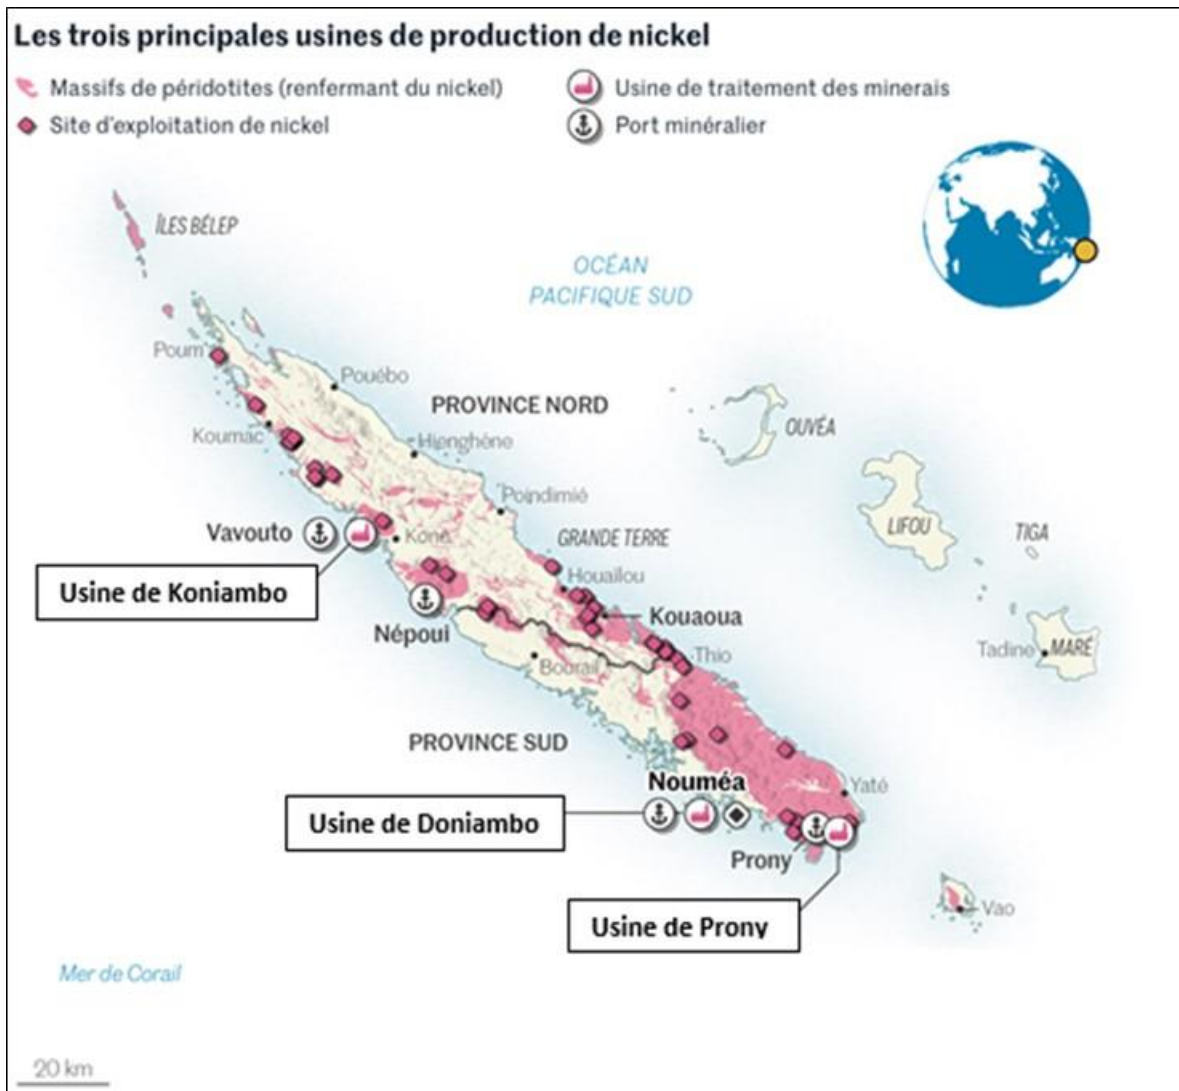 Les trois principales usines de production de nickel
Massifs de péridotites (renfermant du nickel)
Usine de traitement des minerais
Site d'exploitation de nickel
Port minéralier
ÎLES BÉLEP
OCÉAN
PACIFIQUE SUD
Poum
Pouébo
PROVINCE NORD
OUVÉA
Koumac
Hienghène
Poindimié
LIFOU
TIGA
Vavouto
Koné
GRANDE TERRE
Houaïlou
Usine de Koniambo
Kouaoua
Népoui
Thio
Tadine
MARÉ
Bourail
PROVINCE SUD
Nouméa
Yaté
Usine de Doniambo
Prony
Vao
Usine de Prony
Mer de Corail
20 km